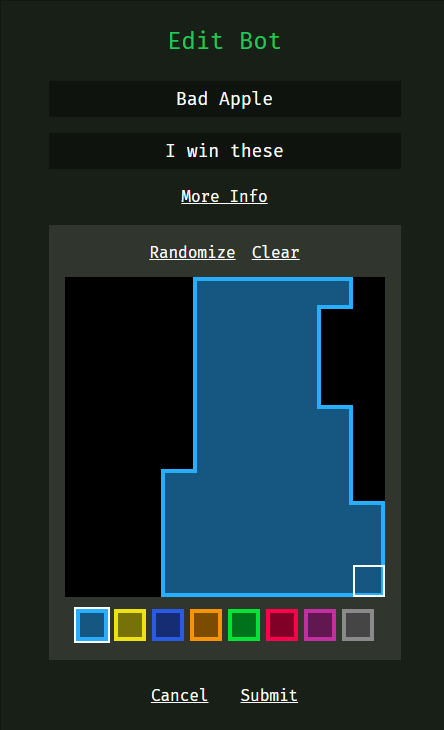 Edit Bot
Bad Apple
I win these
More Info
Randomize Clear
Cancel Submit